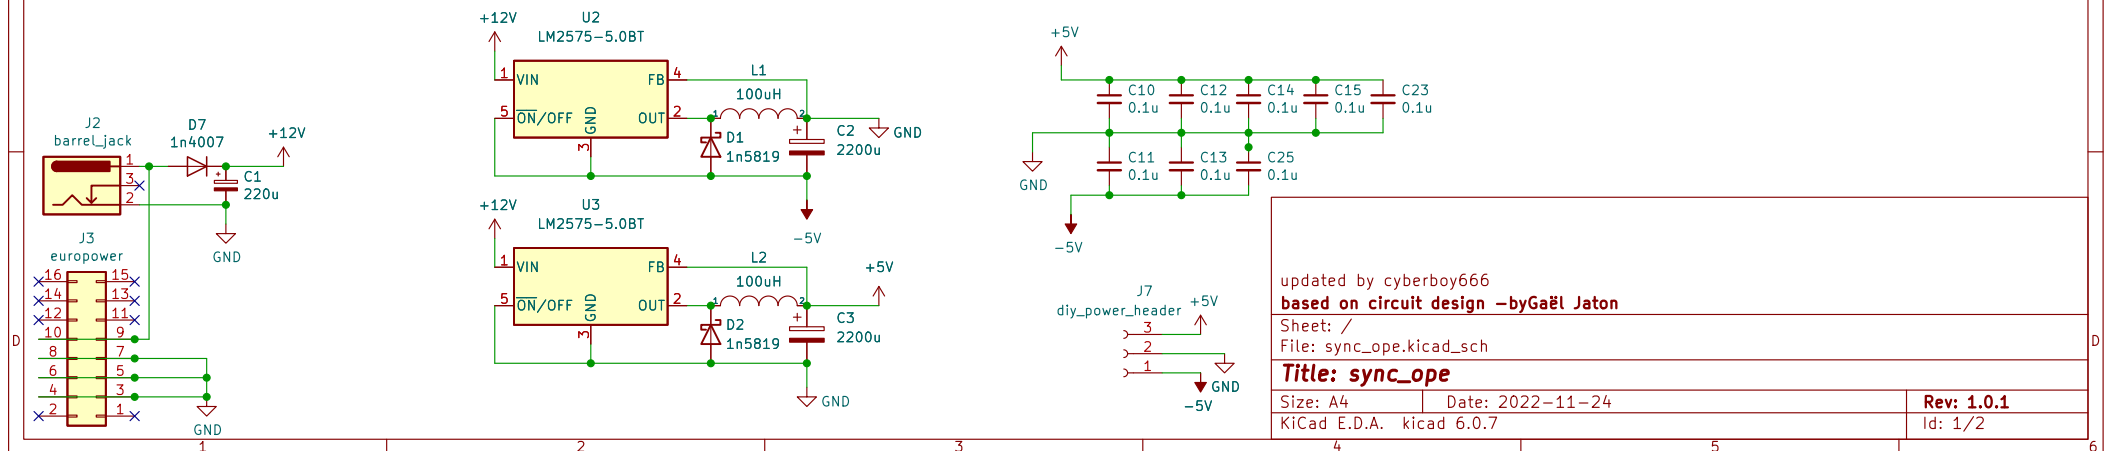 +12V
U2
LM2575-5.0BT
1 VIN
FB 4
5 ON/OFF
GND
3
OUT 2
L1
100uH
1
2
D1
1n5819
+
C2
2200u
GND
-5V
J2
barrel_jack
1
3
2
D7
1n4007
+12V
+
C1
220u
GND
J3
europower
16 15
14 13
12 11
10 9
8 7
6 5
4 3
2 1
GND
+12V
U3
LM2575-5.0BT
1 VIN
FB 4
5 ON/OFF
GND
3
OUT 2
L2
100uH
1
2
D2
1n5819
+
C3
2200u
+5V
GND
+5V
C10
0.1u
C12
0.1u
C14
0.1u
C15
0.1u
C23
0.1u
GND
C11
0.1u
C13
0.1u
C25
0.1u
-5V
J7
diy_power_header
3
2
1
+5V
GND
-5V
updated by cyberboy666
based on circuit design -byGaël Jaton
Sheet: /
File: sync_ope.kicad_sch
Title: sync_ope
Size: A4 Date: 2022-11-24 Rev: 1.0.1
KiCad E.D.A. kicad 6.0.7 Id: 1/2
D
D
1 2 3 4 5 6